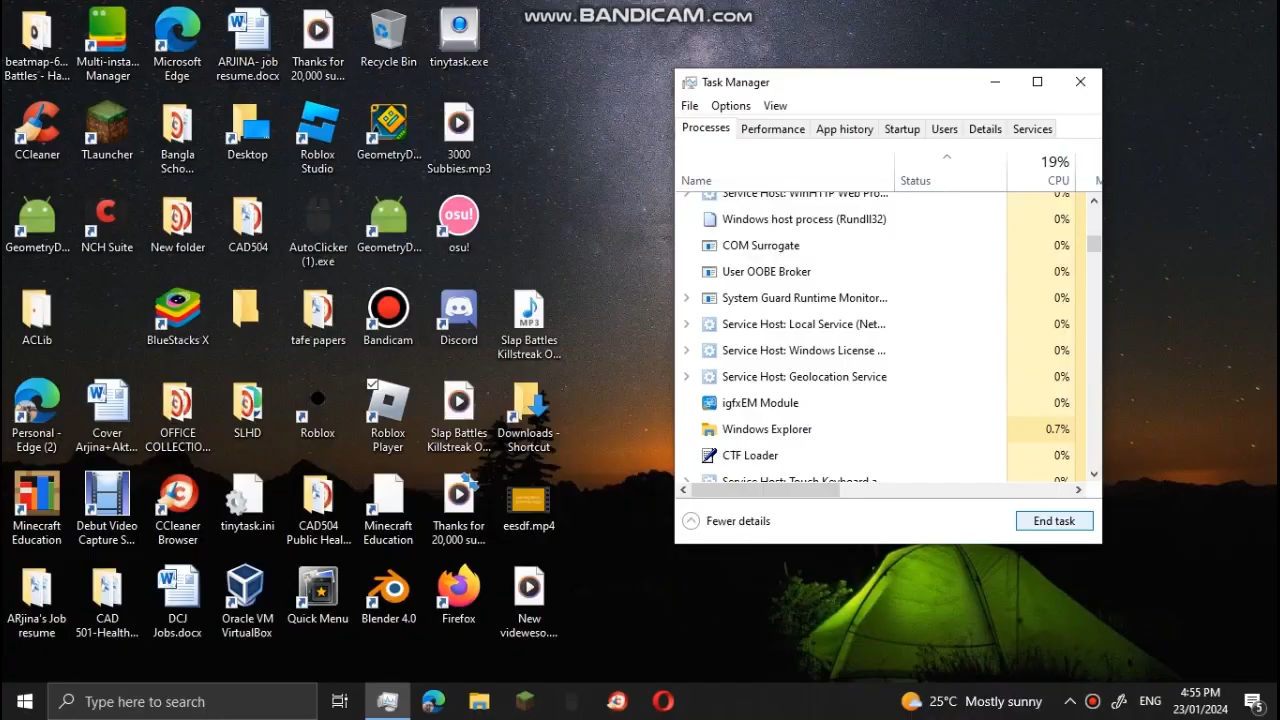 www.BANDICAM.com
beatmap-6...
Battles - Ha...
Multi-insta...
Manager
Microsoft
Edge
ARJINA- job
resume.docx
Thanks for
20,000 su...
Recycle Bin
tinytask.exe
CCleaner
TLauncher
Bangla
Scho...
Desktop
Roblox
Studio
GeometryD...
3000
Subbies.mp3
GeometryD...
NCH Suite
New folder
CAD504
AutoClicker
(1).exe
GeometryD...
osu!
osu!
ACLib
BlueStacks X
tafe papers
Bandicam
Discord
MP3
Slap Battles
Killstreak O...
Personal -
Edge (2)
Cover
Arjina+Akt...
OFFICE
COLLECTIO...
SLHD
Roblox
Roblox
Player
Slap Battles
Killstreak O...
Downloads -
Shortcut
Minecraft
Education
Debut Video
Capture S...
CCleaner
Browser
tinytask.ini
CAD504
Public Heal...
Minecraft
Education
Thanks for
20,000 su...
eesdf.mp4
ARjina's Job
resume
CAD
501-Health...
DCJ
Jobs.docx
Oracle VM
VirtualBox
Quick Menu
Blender 4.0
Firefox
New
videweso....
Task Manager
File Options View
Processes Performance App history Startup Users Details Services
19%
Name Status CPU
Service Host: WinHTTP Web Pro... 0%
Windows host process (Rundll32) 0%
COM Surrogate 0%
User OOBE Broker 0%
System Guard Runtime Monitor... 0%
Service Host: Local Service (Net... 0%
Service Host: Windows License ... 0%
Service Host: Geolocation Service 0%
igfxEM Module 0%
Windows Explorer 0.7%
CTF Loader 0%
Service Host: Touch Keyboard a... 0%
Fewer details End task
Type here to search
25°C Mostly sunny
ENG
4:55 PM
23/01/2024
5